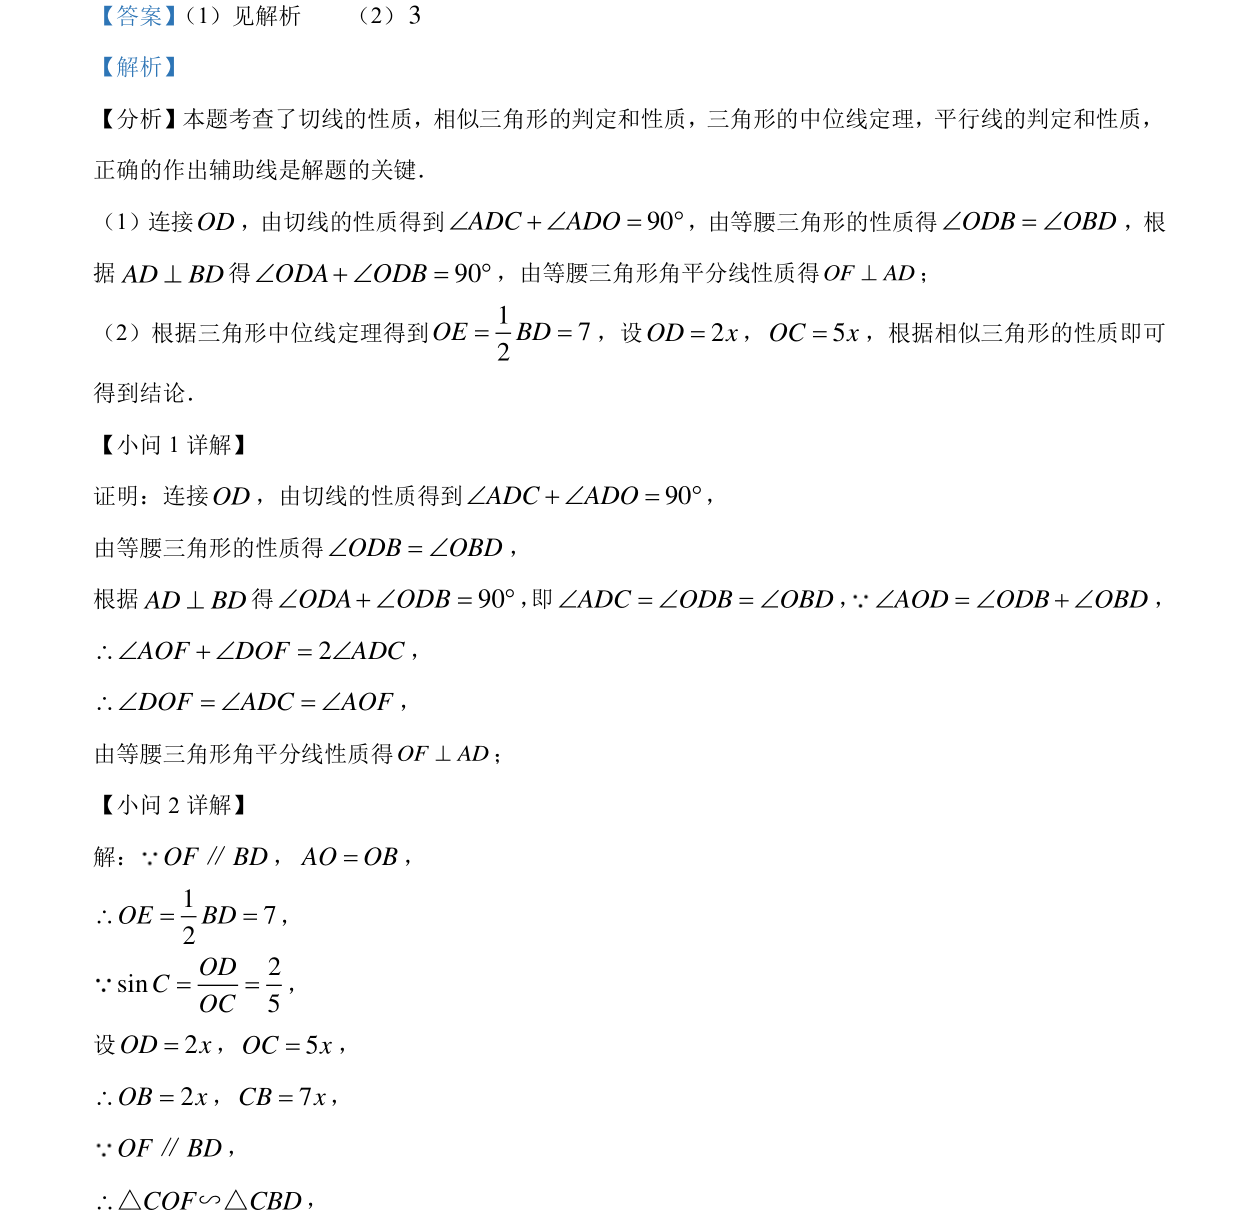 【答案】（1）见解析　　（2）3
【解析】
【分析】本题考查了切线的性质，相似三角形的判定和性质，三角形的中位线定理，平行线的判定和性质，
正确的作出辅助线是解题的关键．
（1）连接OD，由切线的性质得到∠ADC+∠ADO=90°，由等腰三角形的性质得∠ODB=∠OBD，根
据AD⊥BD得∠ODA+∠ODB=90°，由等腰三角形角平分线性质得OF⊥AD；
（2）根据三角形中位线定理得到OE=1/2BD=7，设OD=2x，OC=5x，根据相似三角形的性质即可
得到结论．
【小问1详解】
证明：连接OD，由切线的性质得到∠ADC+∠ADO=90°，
由等腰三角形的性质得∠ODB=∠OBD，
根据AD⊥BD得∠ODA+∠ODB=90°，即∠ADC=∠ODB=∠OBD，∵∠AOD=∠ODB+∠OBD，
∴∠AOF+∠DOF=2∠ADC，
∴∠DOF=∠ADC=∠AOF，
由等腰三角形角平分线性质得OF⊥AD；
【小问2详解】
解：∵OF∥BD，AO=OB，
∴OE=1/2BD=7，
∵sinC=OD/OC=2/5，
设OD=2x，OC=5x，
∴OB=2x，CB=7x，
∵OF∥BD，
∴△COF∽△CBD，